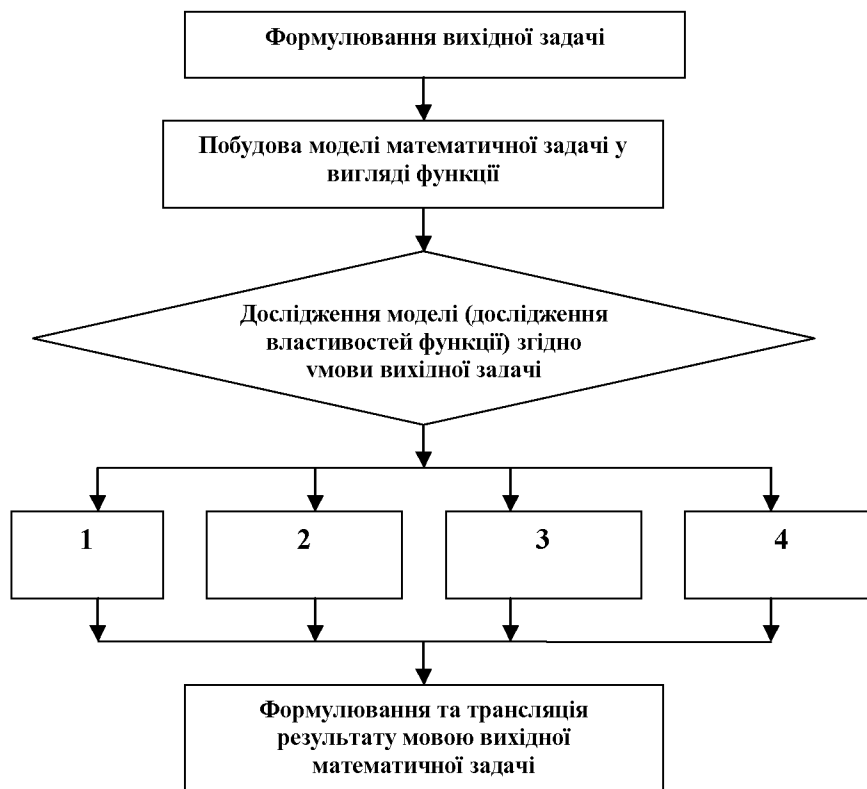 Формулювання вихідної задачі
Побудова моделі математичної задачі у
вигляді функції
Дослідження моделі (дослідження
властивостей функції) згідно
умови вихідної задачі
1
2
3
4
Формулювання та трансляція
результату мовою вихідної
математичної задачі